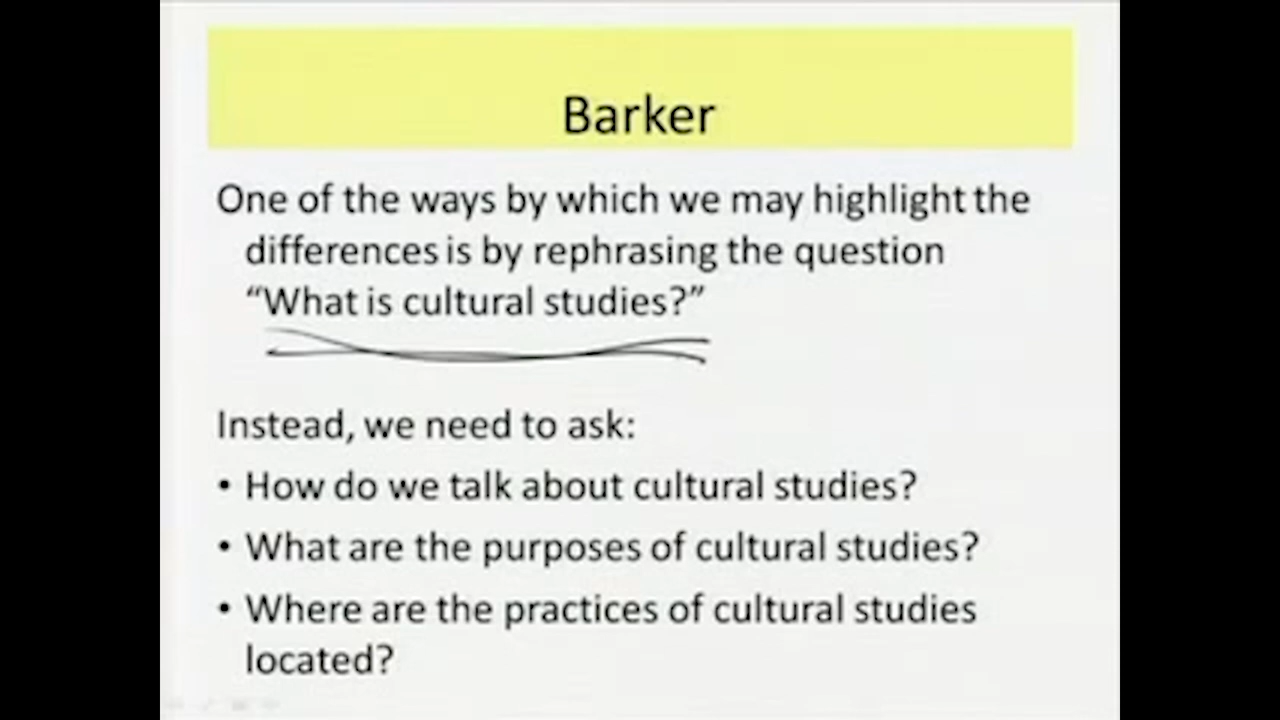 Barker
One of the ways by which we may highlight the
differences is by rephrasing the question
“What is cultural studies?”
Instead, we need to ask:
• How do we talk about cultural studies?
• What are the purposes of cultural studies?
• Where are the practices of cultural studies
located?